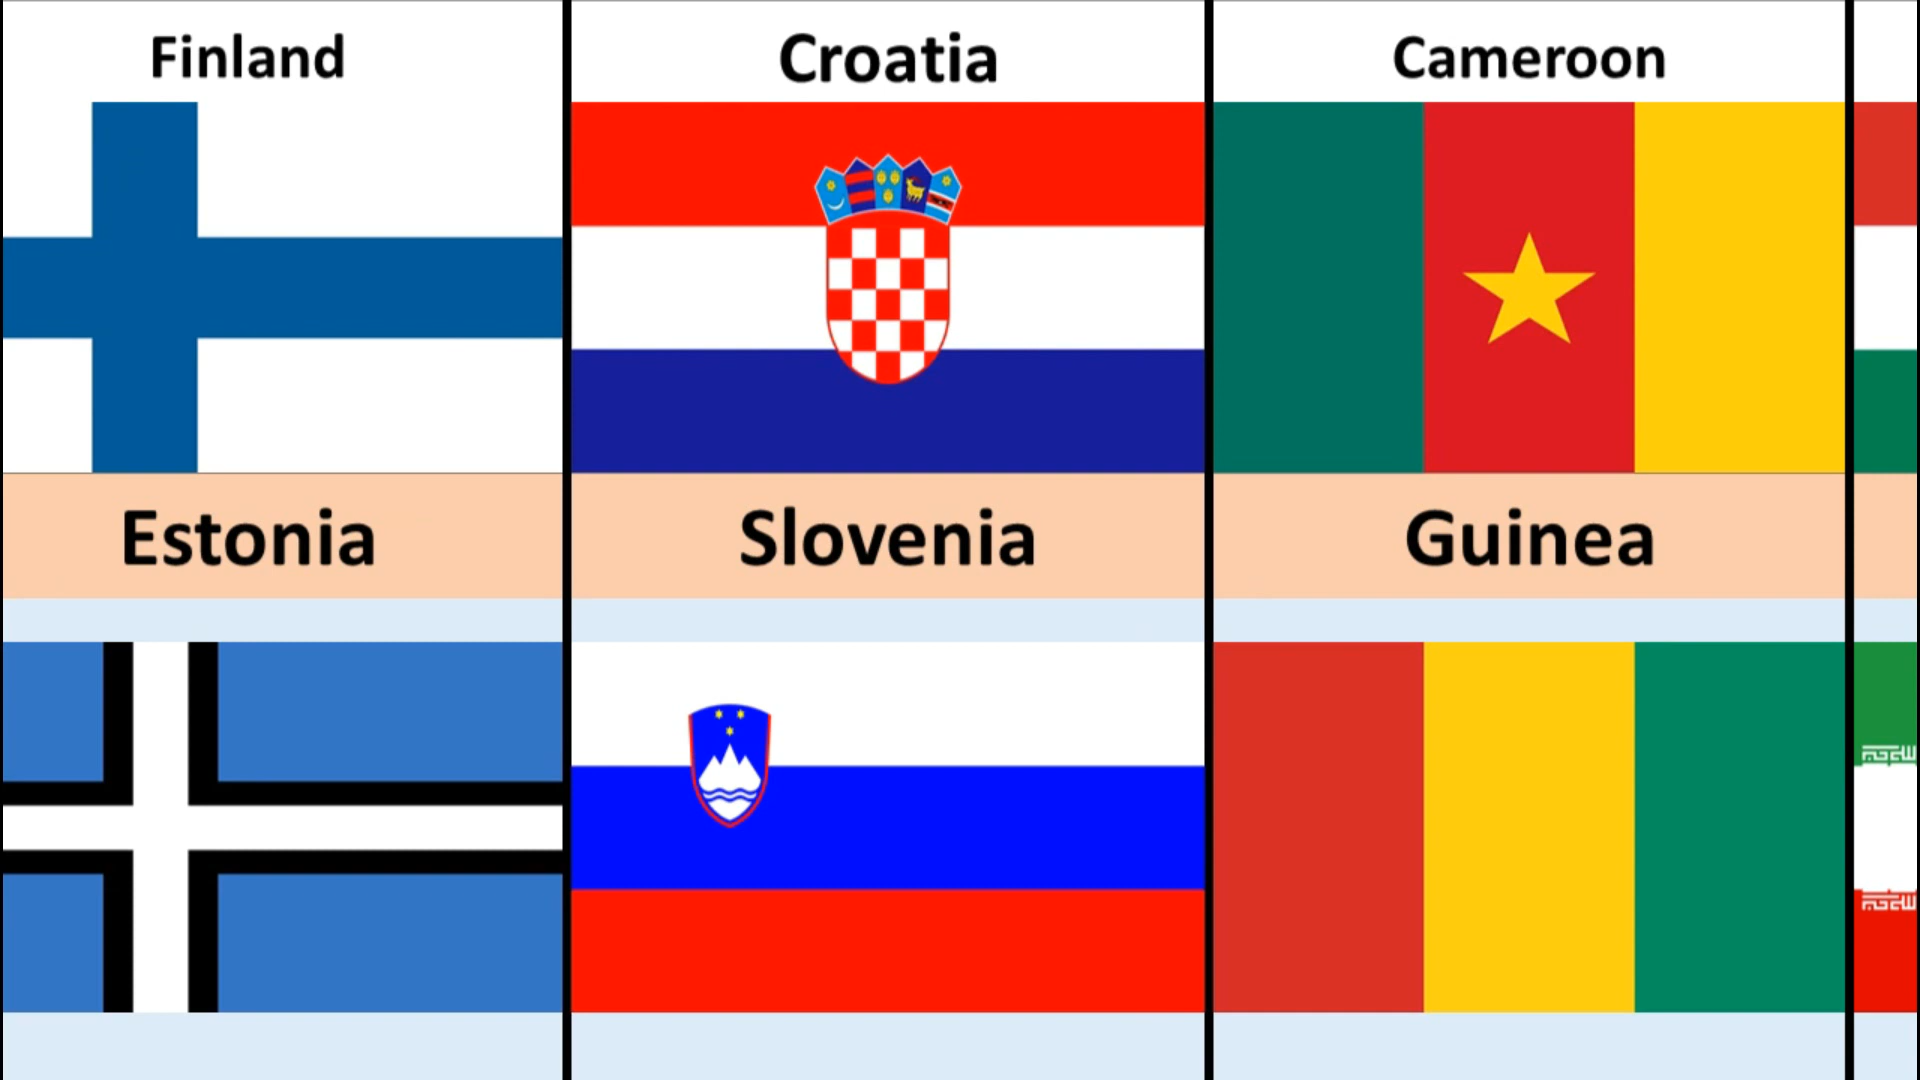 Finland
Croatia
Cameroon
Estonia
Slovenia
Guinea